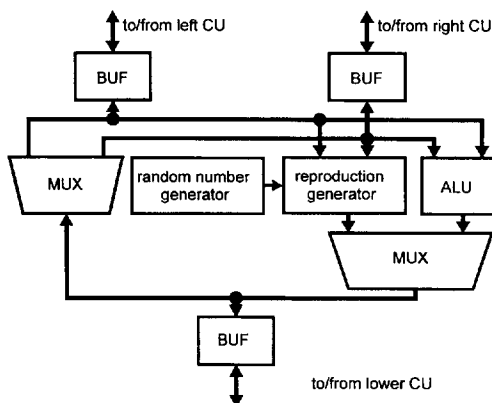 to/from left CU
to/from right CU
BUF
BUF
MUX
random number
generator
reproduction
generator
ALU
MUX
BUF
to/from lower CU